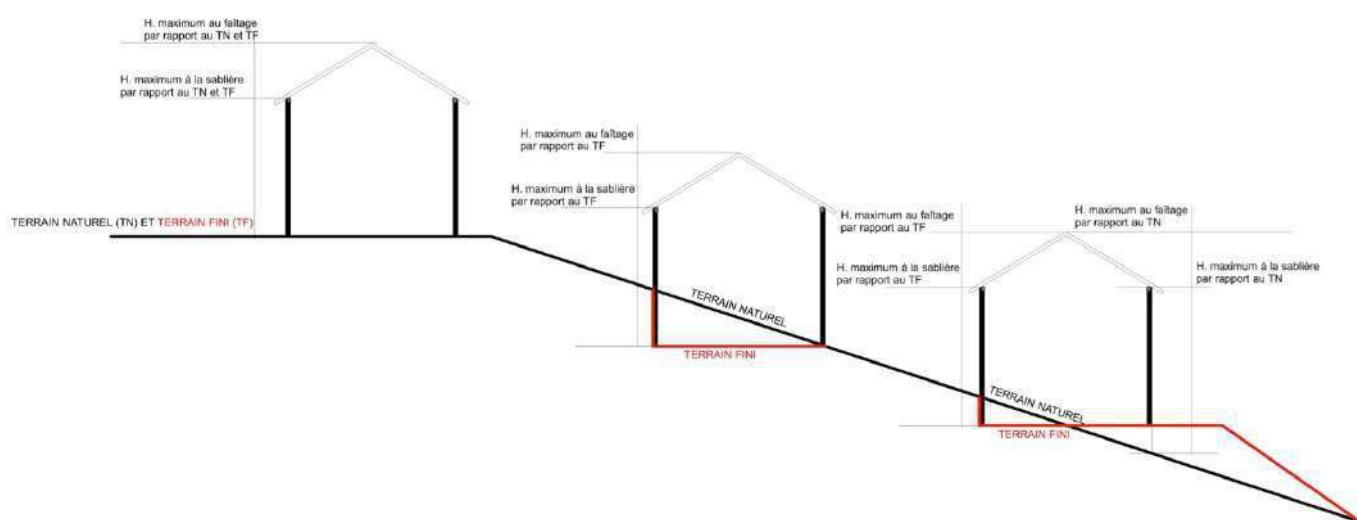 H. maximum au faîtage
par rapport au TN et TF
H. maximum à la sablière
par rapport au TN et TF
TERRAIN NATUREL (TN) ET TERRAIN FINI (TF)
H. maximum au faîtage
par rapport au TF
H. maximum à la sablière
par rapport au TF
TERRAIN NATUREL
TERRAIN FINI
H. maximum au faîtage
par rapport au TF
H. maximum à la sablière
par rapport au TF
H. maximum au faîtage
par rapport au TN
H. maximum à la sablière
par rapport au TN
TERRAIN NATUREL
TERRAIN FINI